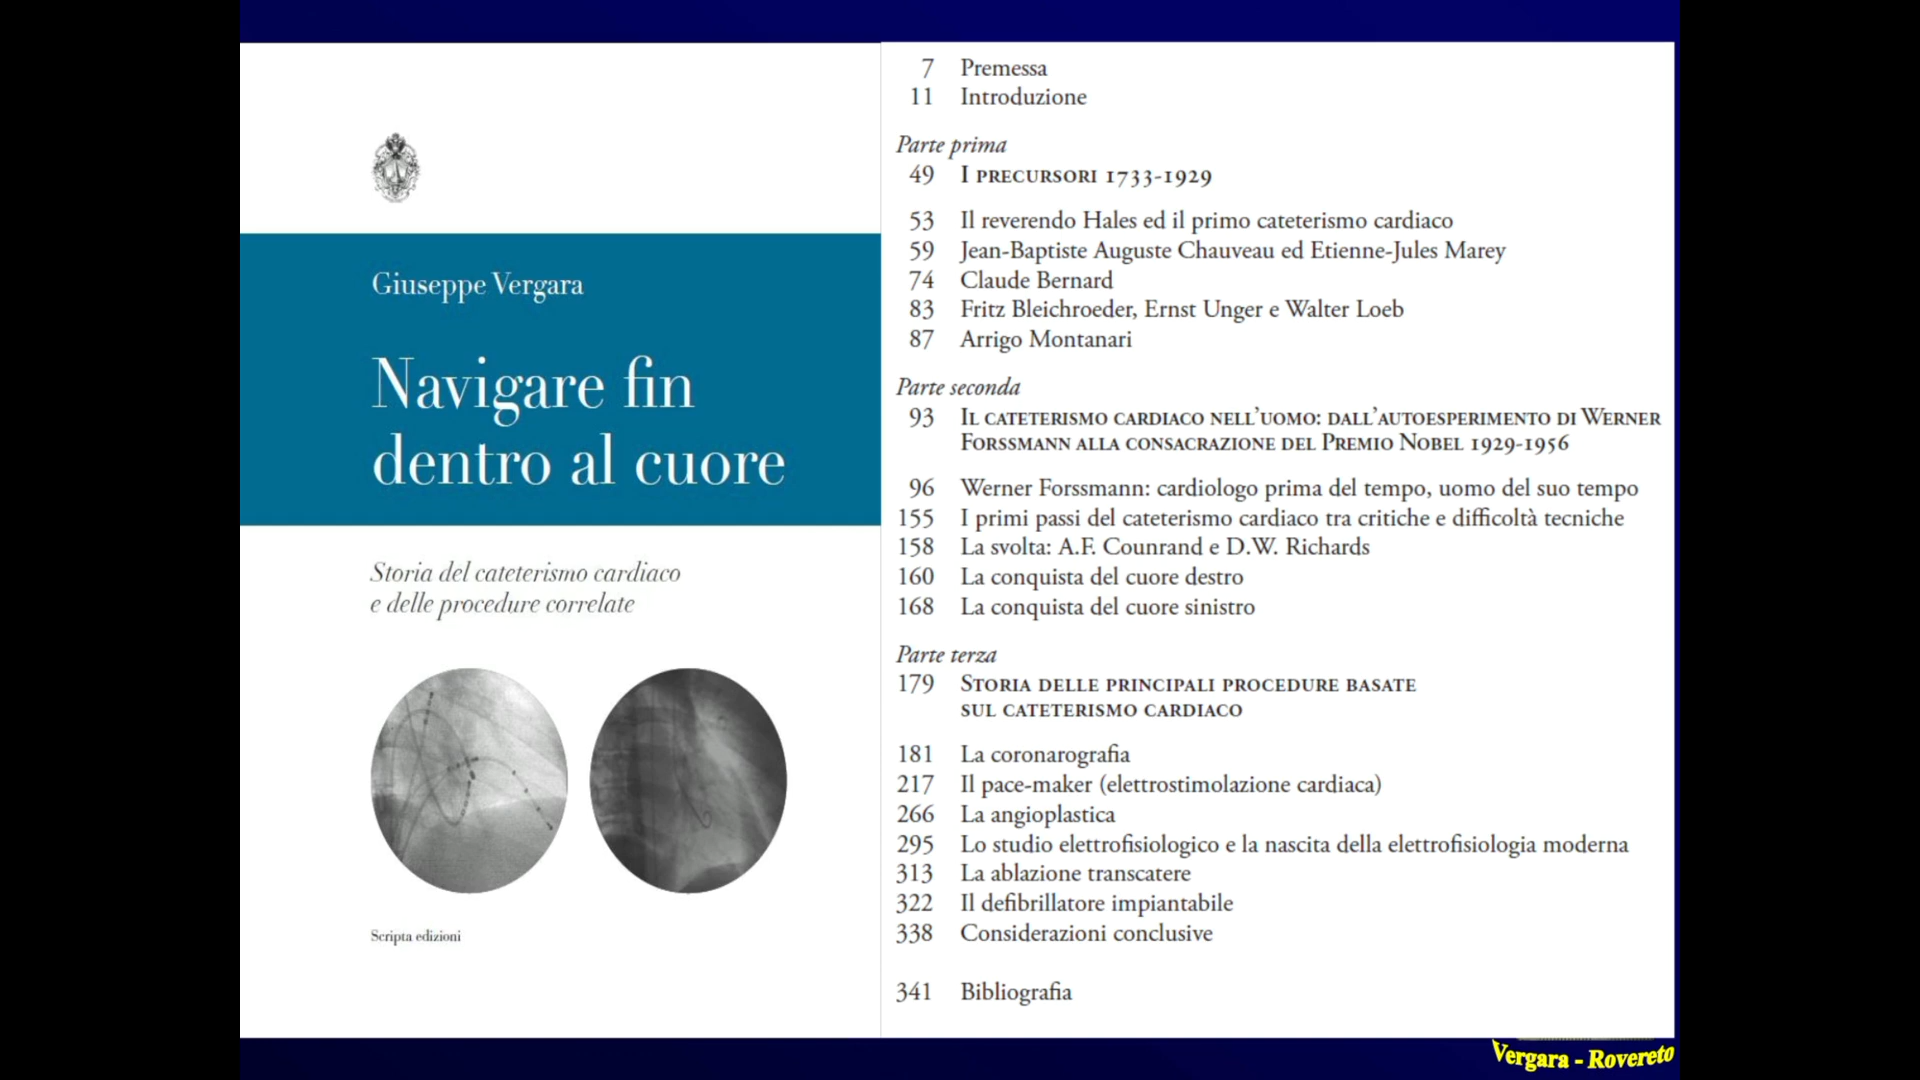 Giuseppe Vergara
Navigare fin
dentro al cuore
Storia del cateterismo cardiaco
e delle procedure correlate
Scripta edizioni
7 Premessa
11 Introduzione
Parte prima
49 I PRECURSORI 1733-1929
53 Il reverendo Hales ed il primo cateterismo cardiaco
59 Jean-Baptiste Auguste Chauveau ed Etienne-Jules Marey
74 Claude Bernard
83 Fritz Bleichroeder, Ernst Unger e Walter Loeb
87 Arrigo Montanari
Parte seconda
93 IL CATETERISMO CARDIACO NELL'UOMO: DALL'AUTOESPERIMENTO DI WERNER
FORSSMANN ALLA CONSACRAZIONE DEL PREMIO NOBEL 1929-1956
96 Werner Forssmann: cardiologo prima del tempo, uomo del suo tempo
155 I primi passi del cateterismo cardiaco tra critiche e difficoltà tecniche
158 La svolta: A.F. Counrand e D.W. Richards
160 La conquista del cuore destro
168 La conquista del cuore sinistro
Parte terza
179 STORIA DELLE PRINCIPALI PROCEDURE BASATE
SUL CATETERISMO CARDIACO
181 La coronarografia
217 Il pace-maker (elettrostimolazione cardiaca)
266 La angioplastica
295 Lo studio elettrofisiologico e la nascita della elettrofisiologia moderna
313 La ablazione transcatere
322 Il defibrillatore impiantabile
338 Considerazioni conclusive
341 Bibliografia
Vergara - Rovereto